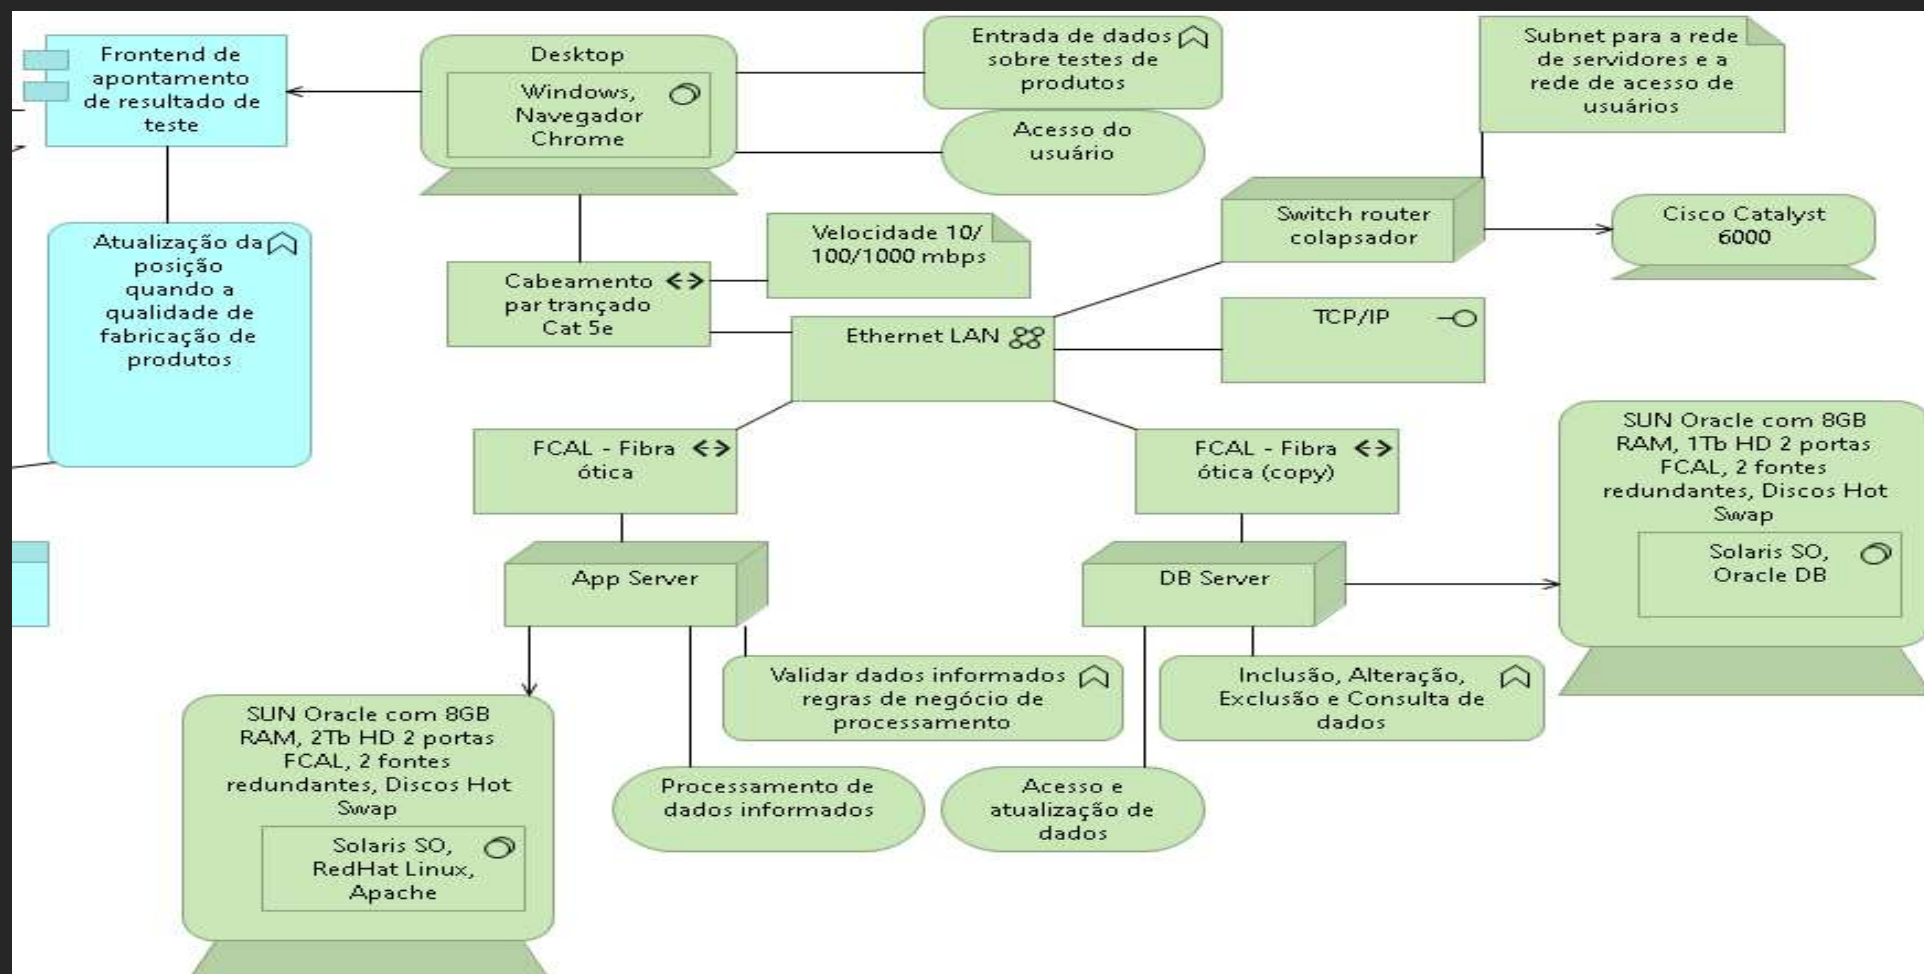 Frontend de
apontamento
de resultado de
teste
Desktop
Windows,
Navegador
Chrome
Entrada de dados
sobre testes de
produtos
Acesso do
usuário
Subnet para a rede
de servidores e a
rede de acesso de
usuários
Switch router
colapsador
Cisco Catalyst
6000
Atualização da
posição
quando a
qualidade de
fabricação de
produtos
Velocidade 10/
100/1000 mbps
Cabeamento
par trançado
Cat 5e
Ethernet LAN
TCP/IP
FCAL - Fibra
ótica
FCAL - Fibra
ótica (copy)
SUN Oracle com 8GB
RAM, 1Tb HD 2 portas
FCAL, 2 fontes
redundantes, Discos Hot
Swap
Solaris SO,
Oracle DB
App Server
DB Server
Validar dados informados
regras de negócio de
processamento
Inclusão, Alteração,
Exclusão e Consulta de
dados
SUN Oracle com 8GB
RAM, 2Tb HD 2 portas
FCAL, 2 fontes
redundantes, Discos Hot
Swap
Solaris SO,
RedHat Linux,
Apache
Processamento de
dados informados
Acesso e
atualização de
dados